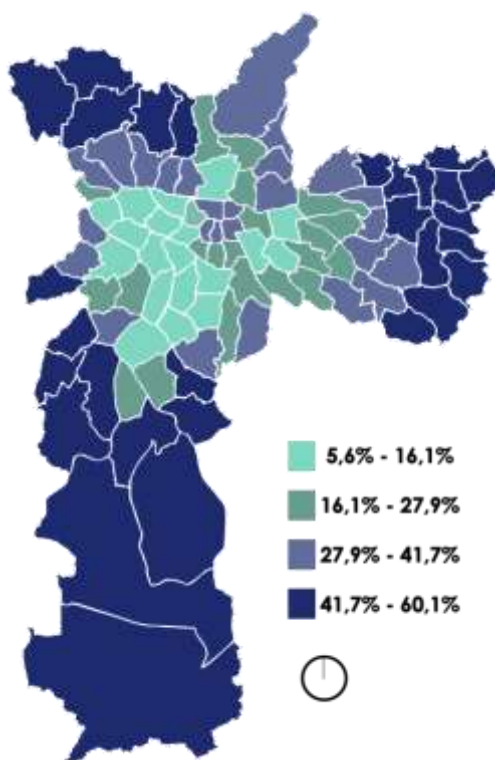 5,6% - 16,1%
16,1% - 27,9%
27,9% - 41,7%
41,7% - 60,1%